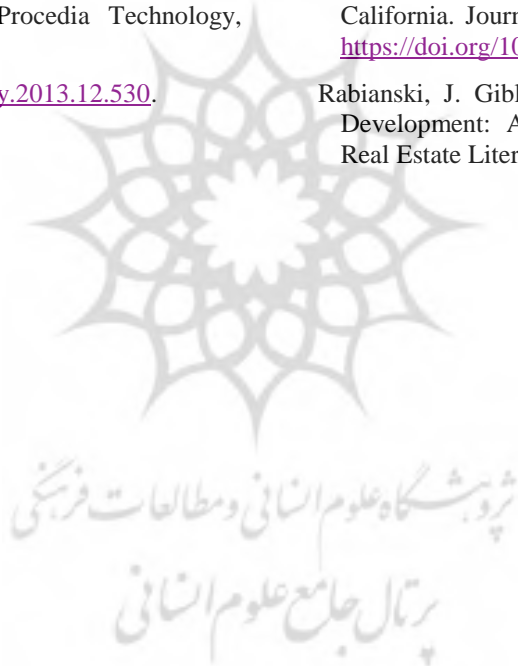 Procedia Technology,
y.2013.12.530.
California. Journ
https://doi.org/10
Rabianski, J. Gibl
Development: A
Real Estate Liter
پژوهشگاه علوم انسانی و مطالعات فرهنگی
پرتال جامع علوم انسانی